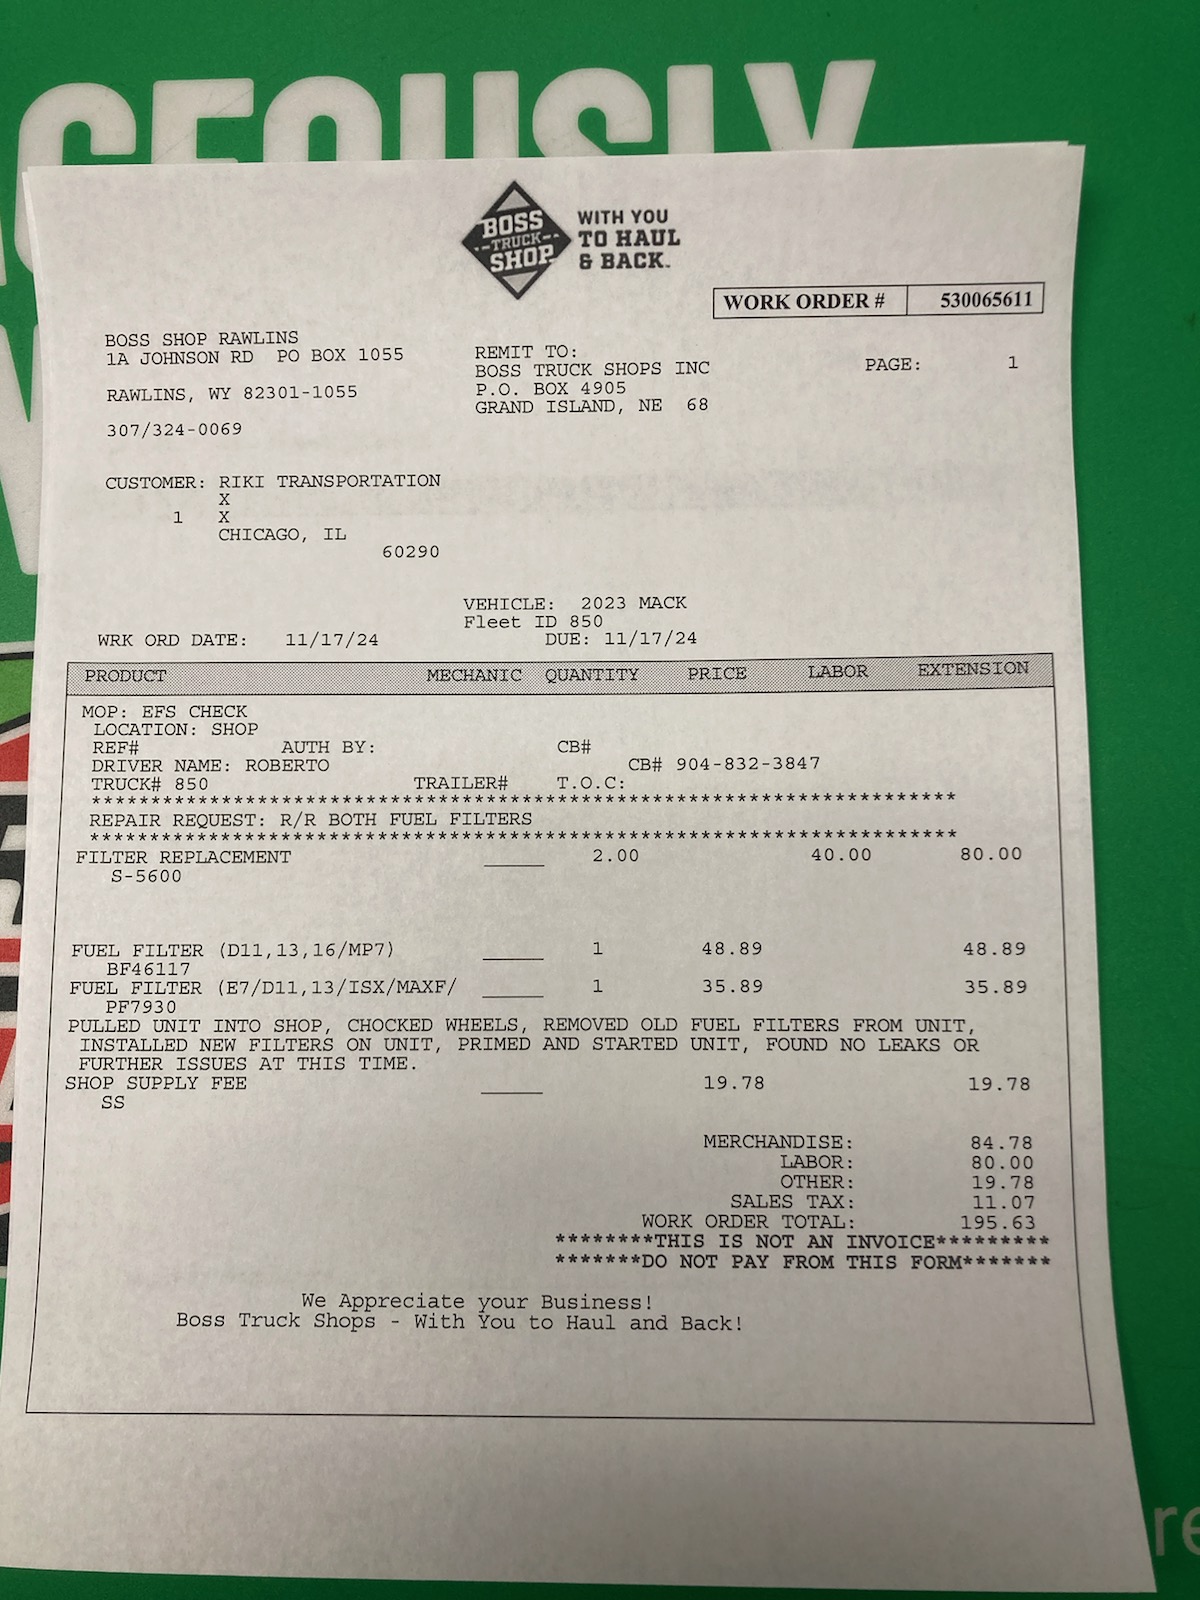 GEOUSLY
BOSS
TRUCK
SHOP
WITH YOU
TO HAUL
& BACK.
WORK ORDER # 530065611
BOSS SHOP RAWLINS
1A JOHNSON RD PO BOX 1055
RAWLINS, WY 82301-1055
307/324-0069
REMIT TO:
BOSS TRUCK SHOPS INC
P.O. BOX 4905
GRAND ISLAND, NE 68
PAGE: 1
CUSTOMER: RIKI TRANSPORTATION
X
1 X
CHICAGO, IL
60290
VEHICLE: 2023 MACK
Fleet ID 850
WRK ORD DATE: 11/17/24 DUE: 11/17/24
PRODUCT MECHANIC QUANTITY PRICE LABOR EXTENSION
MOP: EFS CHECK
LOCATION: SHOP
REF# AUTH BY: CB#
DRIVER NAME: ROBERTO CB# 904-832-3847
TRUCK# 850 TRAILER# T.O.C:
**************************************************************************
REPAIR REQUEST: R/R BOTH FUEL FILTERS
**************************************************************************
FILTER REPLACEMENT _____ 2.00 40.00 80.00
S-5600
FUEL FILTER (D11,13,16/MP7) _____ 1 48.89 48.89
BF46117
FUEL FILTER (E7/D11,13/ISX/MAXF/ _____ 1 35.89 35.89
PF7930
PULLED UNIT INTO SHOP, CHOCKED WHEELS, REMOVED OLD FUEL FILTERS FROM UNIT,
INSTALLED NEW FILTERS ON UNIT, PRIMED AND STARTED UNIT, FOUND NO LEAKS OR
FURTHER ISSUES AT THIS TIME.
SHOP SUPPLY FEE _____ 19.78 19.78
SS
MERCHANDISE: 84.78
LABOR: 80.00
OTHER: 19.78
SALES TAX: 11.07
WORK ORDER TOTAL: 195.63
********THIS IS NOT AN INVOICE*********
*******DO NOT PAY FROM THIS FORM*******
We Appreciate your Business!
Boss Truck Shops - With You to Haul and Back!
re